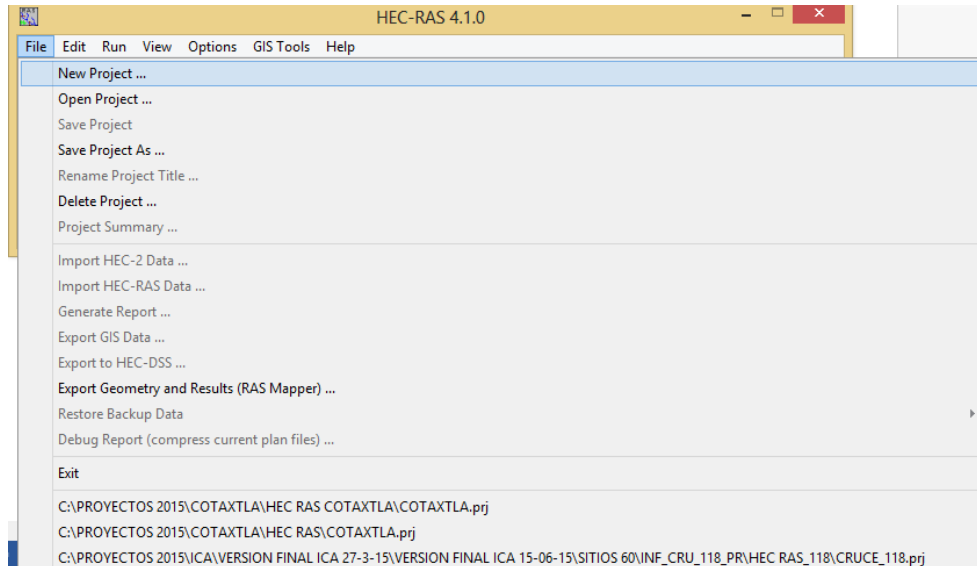 HEC-RAS 4.1.0
File Edit Run View Options GIS Tools Help
New Project ...
Open Project ...
Save Project
Save Project As ...
Rename Project Title ...
Delete Project ...
Project Summary ...
Import HEC-2 Data ...
Import HEC-RAS Data ...
Generate Report ...
Export GIS Data ...
Export to HEC-DSS ...
Export Geometry and Results (RAS Mapper) ...
Restore Backup Data
Debug Report (compress current plan files) ...
Exit
C:\PROYECTOS 2015\COTAXTLA\HEC RAS COTAXTLA\COTAXTLA.prj
C:\PROYECTOS 2015\COTAXTLA\HEC RAS\COTAXTLA.prj
C:\PROYECTOS 2015\ICA\VERSION FINAL ICA 27-3-15\VERSION FINAL ICA 15-06-15\SITIOS 60\INF_CRU_118_PR\HEC RAS_118\CRUCE_118.prj